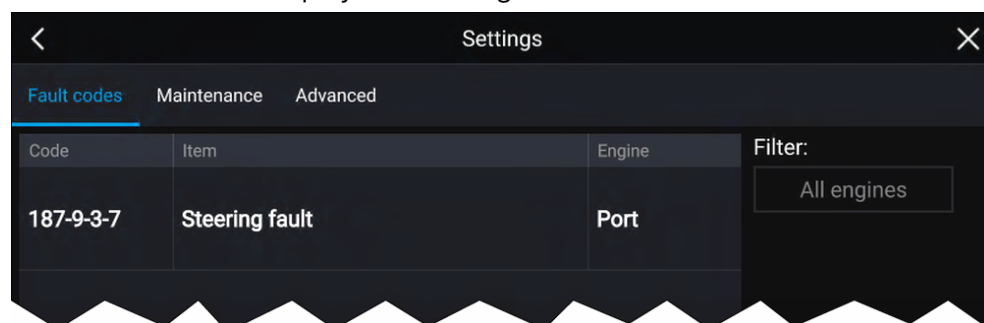 Settings
Fault codes Maintenance Advanced
Code Item Engine
Filter:
All engines
187-9-3-7 Steering fault Port